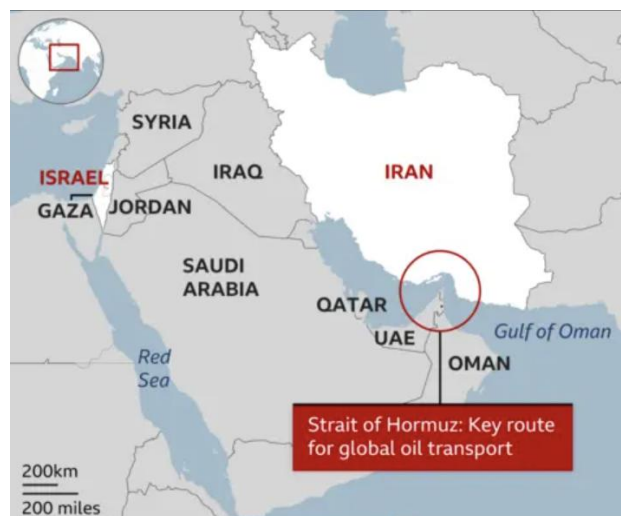 SYRIA
ISRAEL
IRAQ
IRAN
GAZA
JORDAN
SAUDI
ARABIA
QATAR
Gulf of Oman
UAE
Red
Sea
OMAN
Strait of Hormuz: Key route
for global oil transport
200km
200 miles